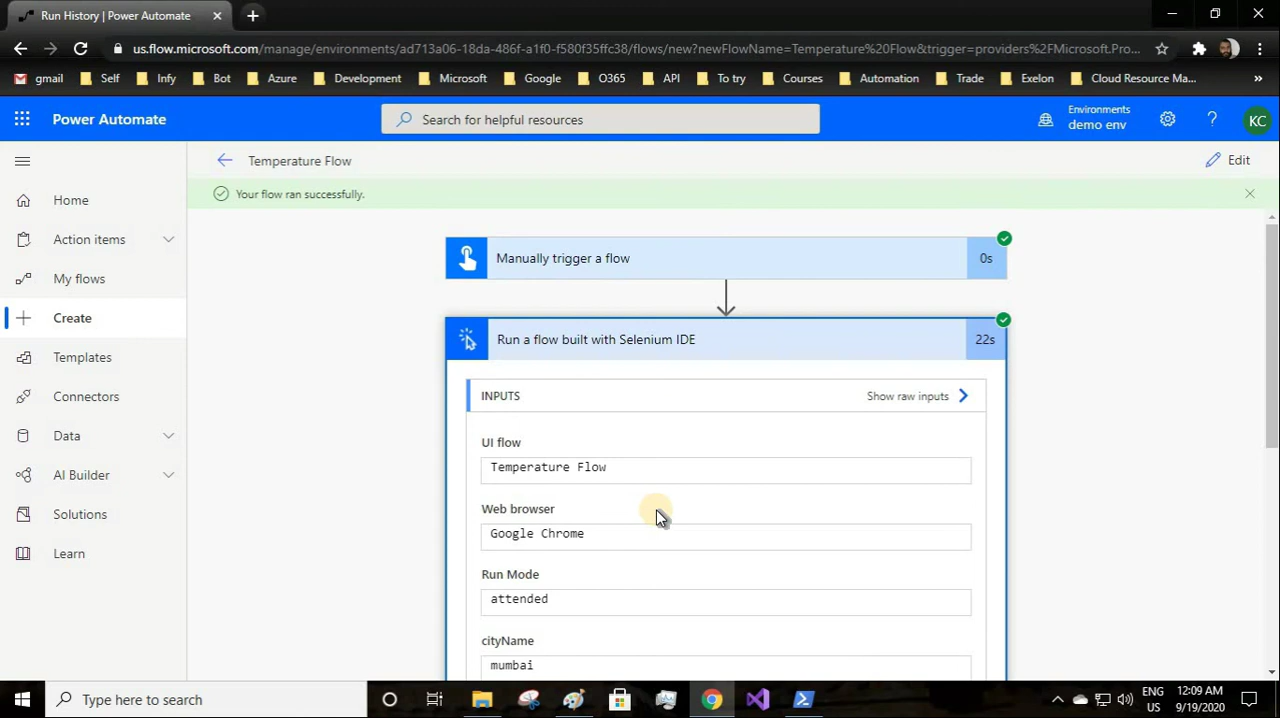 Run History | Power Automate
us.flow.microsoft.com/manage/environments/ad713a06-18da-486f-a1f0-f580f35ffc38/flows/new?newFlowName=Temperature%20Flow&trigger=providers%2FMicrosoft.Pro...
gmail Self Infy Bot Azure Development Microsoft Google O365 API To try Courses Automation Trade Exelon Cloud Resource Ma... »
Power Automate
Search for helpful resources
Environments
demo env
?
KC
Temperature Flow
Edit
Your flow ran successfully.
Home
Action items
My flows
Create
Templates
Connectors
Data
AI Builder
Solutions
Learn
Manually trigger a flow 0s
Run a flow built with Selenium IDE 22s
INPUTS Show raw inputs
UI flow
Temperature Flow
Web browser
Google Chrome
Run Mode
attended
cityName
mumbai
Type here to search
ENG
US
12:09 AM
9/19/2020